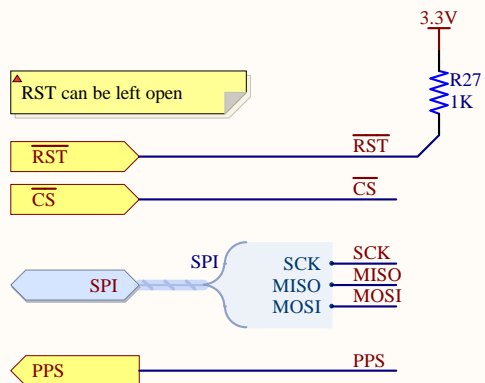 3.3V
R27
1K
RST can be left open
RST RST
CS CS
SPI SPI SCK SCK
MISO MISO
MOSI MOSI
PPS PPS